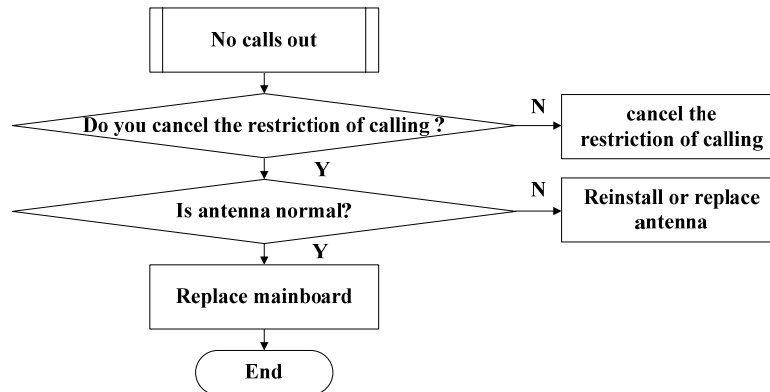 No calls out
Do you cancel the restriction of calling ?
N
cancel the
restriction of calling
Y
Is antenna normal?
N
Reinstall or replace
antenna
Y
Replace mainboard
End